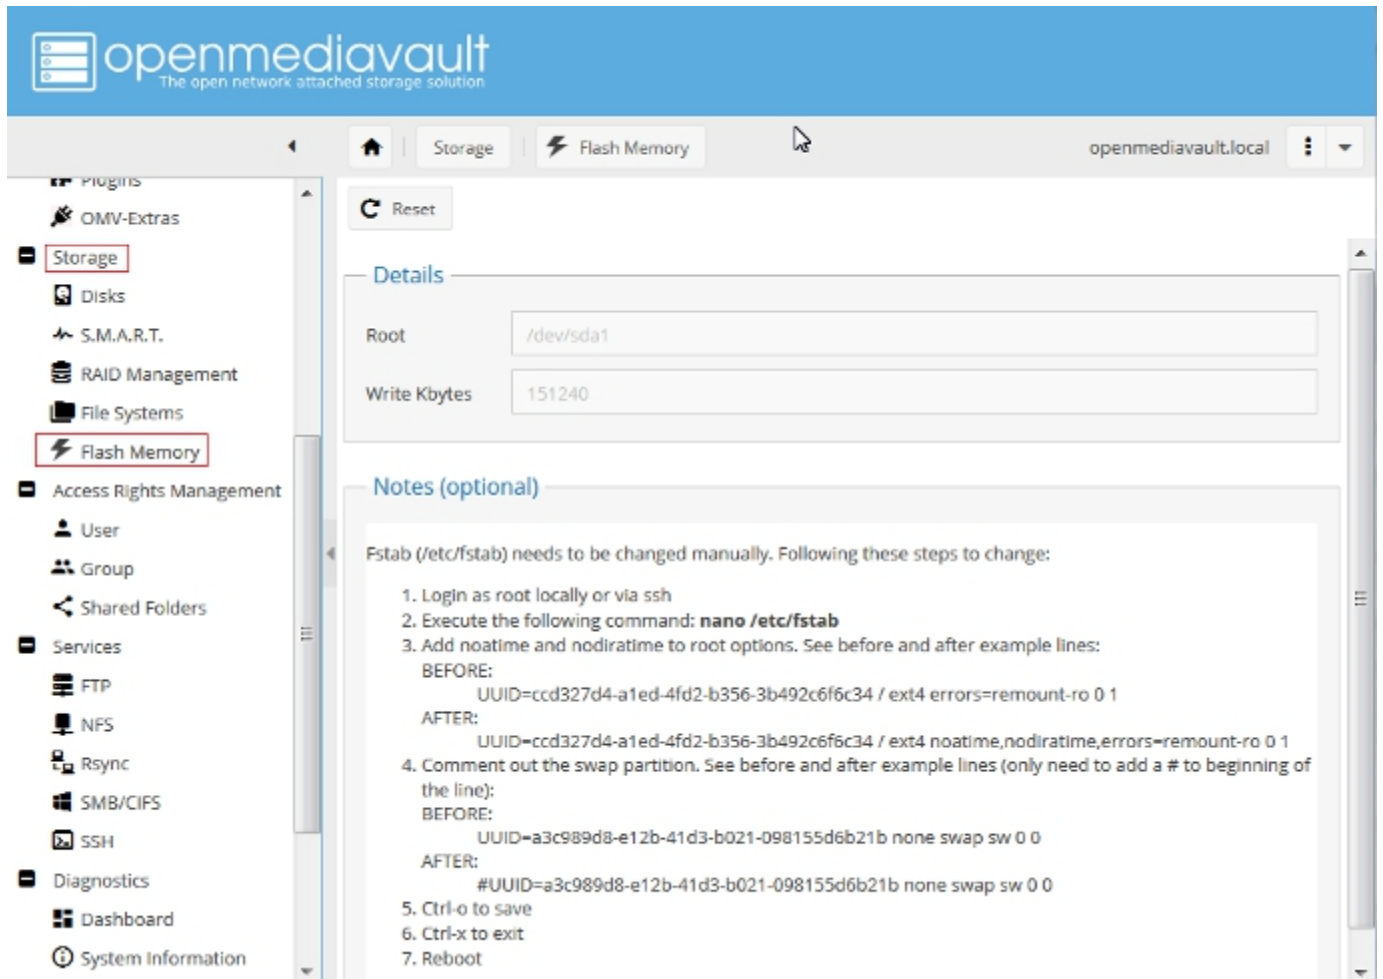 openmediavault
The open network attached storage solution
Storage
Flash Memory
openmediavault.local
Plugins
OMV-Extras
Storage
Disks
S.M.A.R.T.
RAID Management
File Systems
Flash Memory
Access Rights Management
User
Group
Shared Folders
Services
FTP
NFS
Rsync
SMB/CIFS
SSH
Diagnostics
Dashboard
System Information
Reset
Details
Root /dev/sda1
Write Kbytes 151240
Notes (optional)
Fstab (/etc/fstab) needs to be changed manually. Following these steps to change:
1. Login as root locally or via ssh
2. Execute the following command: nano /etc/fstab
3. Add noatime and nodiratime to root options. See before and after example lines:
BEFORE:
UUID=ccd327d4-a1ed-4fd2-b356-3b492c6f6c34 / ext4 errors=remount-ro 0 1
AFTER:
UUID=ccd327d4-a1ed-4fd2-b356-3b492c6f6c34 / ext4 noatime,nodiratime,errors=remount-ro 0 1
4. Comment out the swap partition. See before and after example lines (only need to add a # to beginning of
the line):
BEFORE:
UUID=a3c989d8-e12b-41d3-b021-098155d6b21b none swap sw 0 0
AFTER:
#UUID=a3c989d8-e12b-41d3-b021-098155d6b21b none swap sw 0 0
5. Ctrl-o to save
6. Ctrl-x to exit
7. Reboot